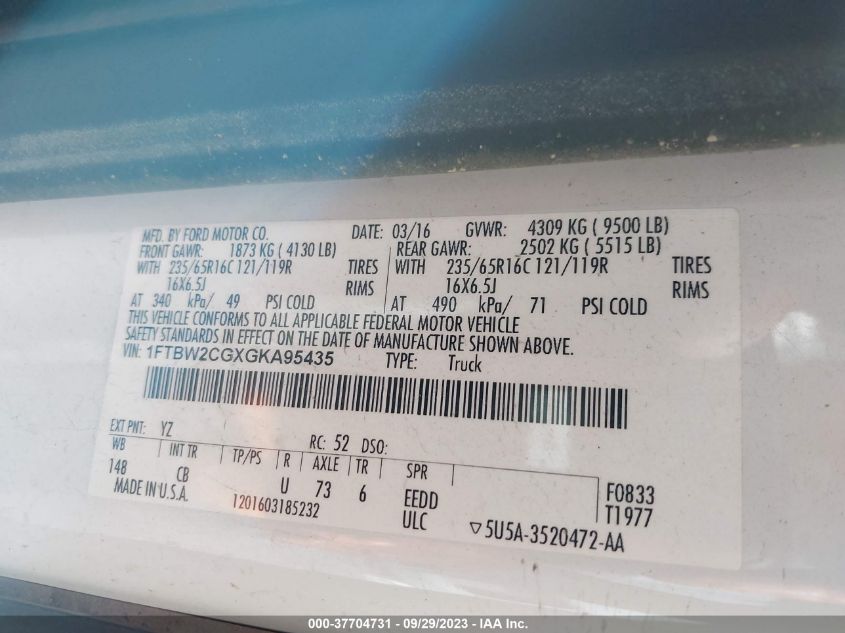 MFD. BY FORD MOTOR CO. DATE: 03/16 GVWR: 4309 KG ( 9500 LB)
FRONT GAWR: 1873 KG ( 4130 LB) REAR GAWR: 2502 KG ( 5515 LB)
WITH 235/65R16C 121/119R TIRES WITH 235/65R16C 121/119R TIRES
16X6.5J RIMS 16X6.5J RIMS
AT 340 kPa/ 49 PSI COLD AT 490 kPa/ 71 PSI COLD
THIS VEHICLE CONFORMS TO ALL APPLICABLE FEDERAL MOTOR VEHICLE
SAFETY STANDARDS IN EFFECT ON THE DATE OF MANUFACTURE SHOWN ABOVE.
VIN: 1FTBW2CGXGKA95435 TYPE: Truck
EXT PNT: YZ RC: 52 DSO:
WB INT TR TP/PS R AXLE TR SPR
148 CB U 73 6 EEDD F0833
MADE IN U.S.A. 1201603185232 ULC T1977
▽5U5A-3520472-AA
000-37704731 - 09/29/2023 - IAA Inc.